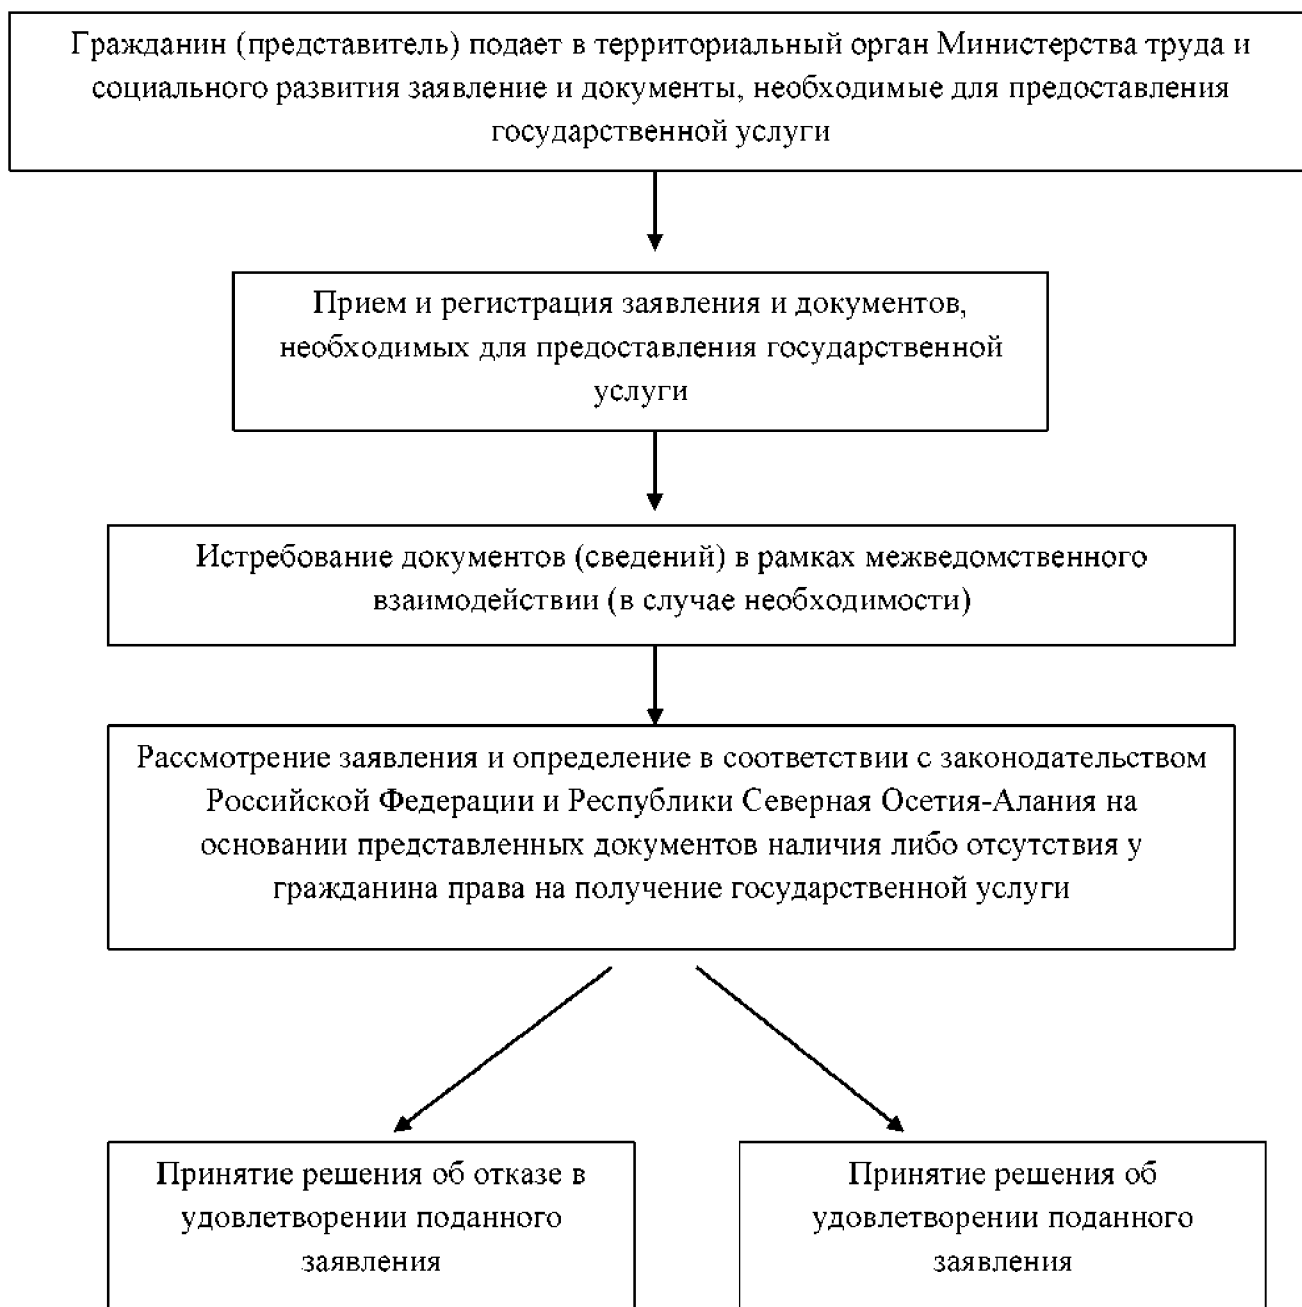 Гражданин (представитель) подает в территориальный орган Министерства труда и
социального развития заявление и документы, необходимые для предоставления
государственной услуги
Прием и регистрация заявления и документов,
необходимых для предоставления государственной
услуги
Истребование документов (сведений) в рамках межведомственного
взаимодействии (в случае необходимости)
Рассмотрение заявления и определение в соответствии с законодательством
Российской Федерации и Республики Северная Осетия-Алания на
основании представленных документов наличия либо отсутствия у
гражданина права на получение государственной услуги
Принятие решения об отказе в
удовлетворении поданного
заявления
Принятие решения об
удовлетворении поданного
заявления